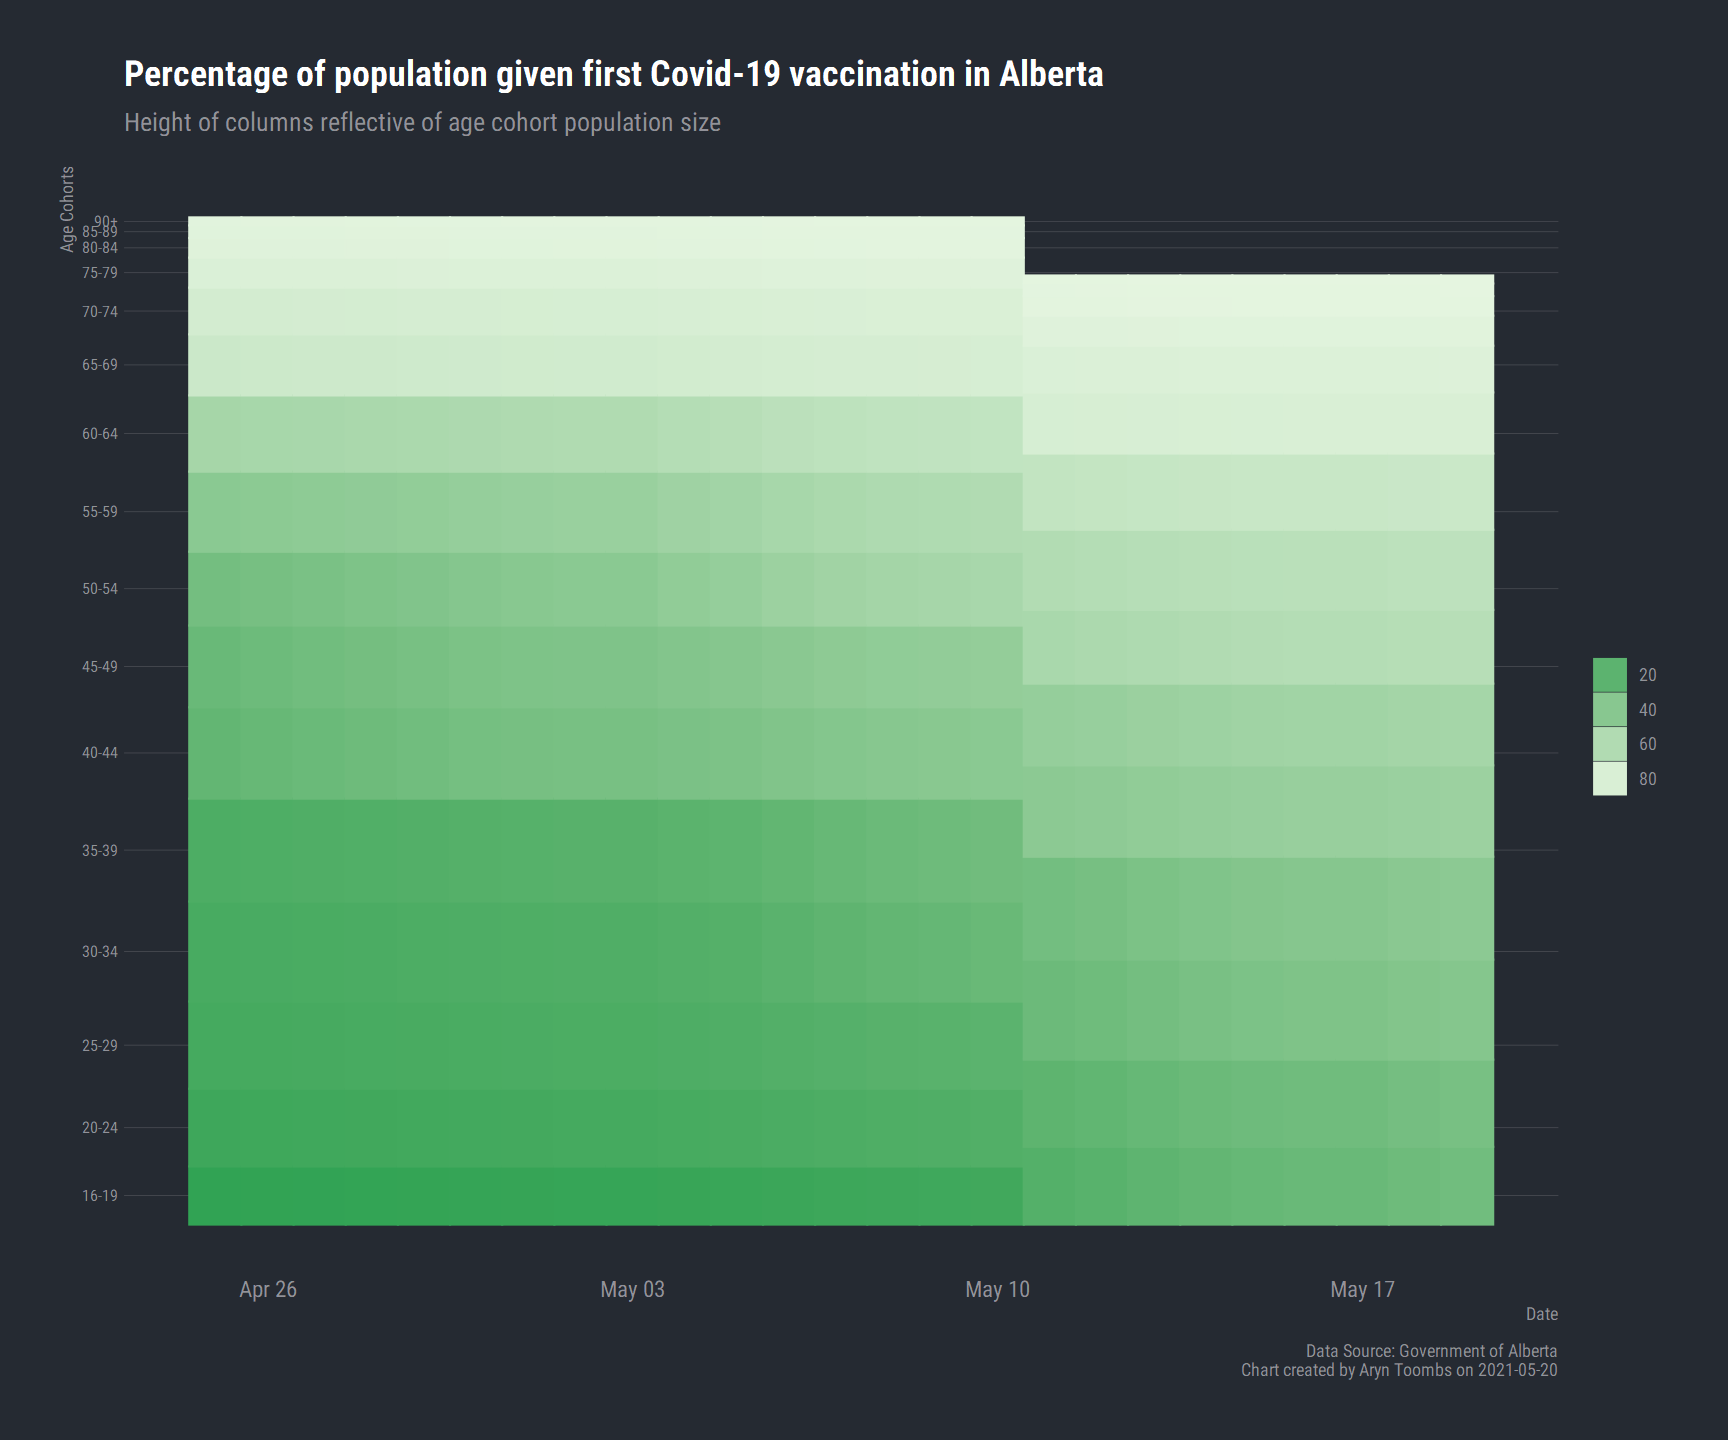 Percentage of population given first Covid-19 vaccination in Alberta
Height of columns reflective of age cohort population size
Age Cohorts
90+
85-89
80-84
75-79
70-74
65-69
60-64
55-59
50-54
45-49
40-44
35-39
30-34
25-29
20-24
16-19
20
40
60
80
Apr 26
May 03
May 10
May 17
Date
Data Source: Government of Alberta
Chart created by Aryn Toombs on 2021-05-20